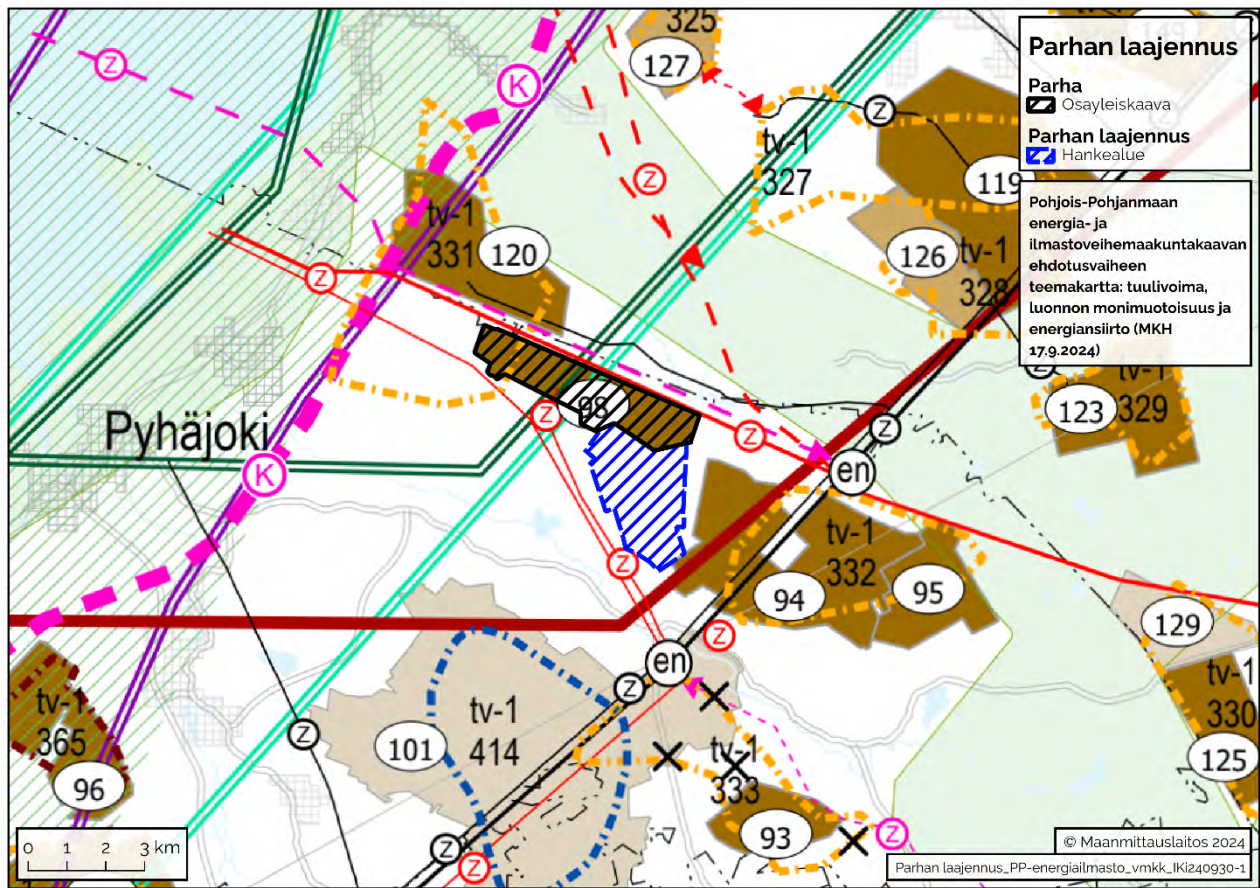 Parhan laajennus
Parha
Osayleiskaava
Parhan laajennus
Hankealue
Pohjois-Pohjanmaan
energia- ja
ilmastoveihemaakuntakaavan
ehdotusvaiheen
teemakartta: tuulivoima,
luonnon monimuotoisuus ja
energiansiirto (MKH
17.9.2024)
325
127
Z
K
Z
tv-1
327
119
Z
tv-1
331
120
126
tv-1
328
Z
98
Z
Z
Z
123
tv-1
329
Pyhäjoki
K
en
Z
tv-1
332
94
95
Z
Z
129
en
Z
tv-1
330
125
tv-1
365
96
Z
101
tv-1
414
tv-1
333
93
Z
Z
Z
0 1 2 3 km
© Maanmittauslaitos 2024
Parhan laajennus_PP-energiailmasto_vmkk_IKi240930-1